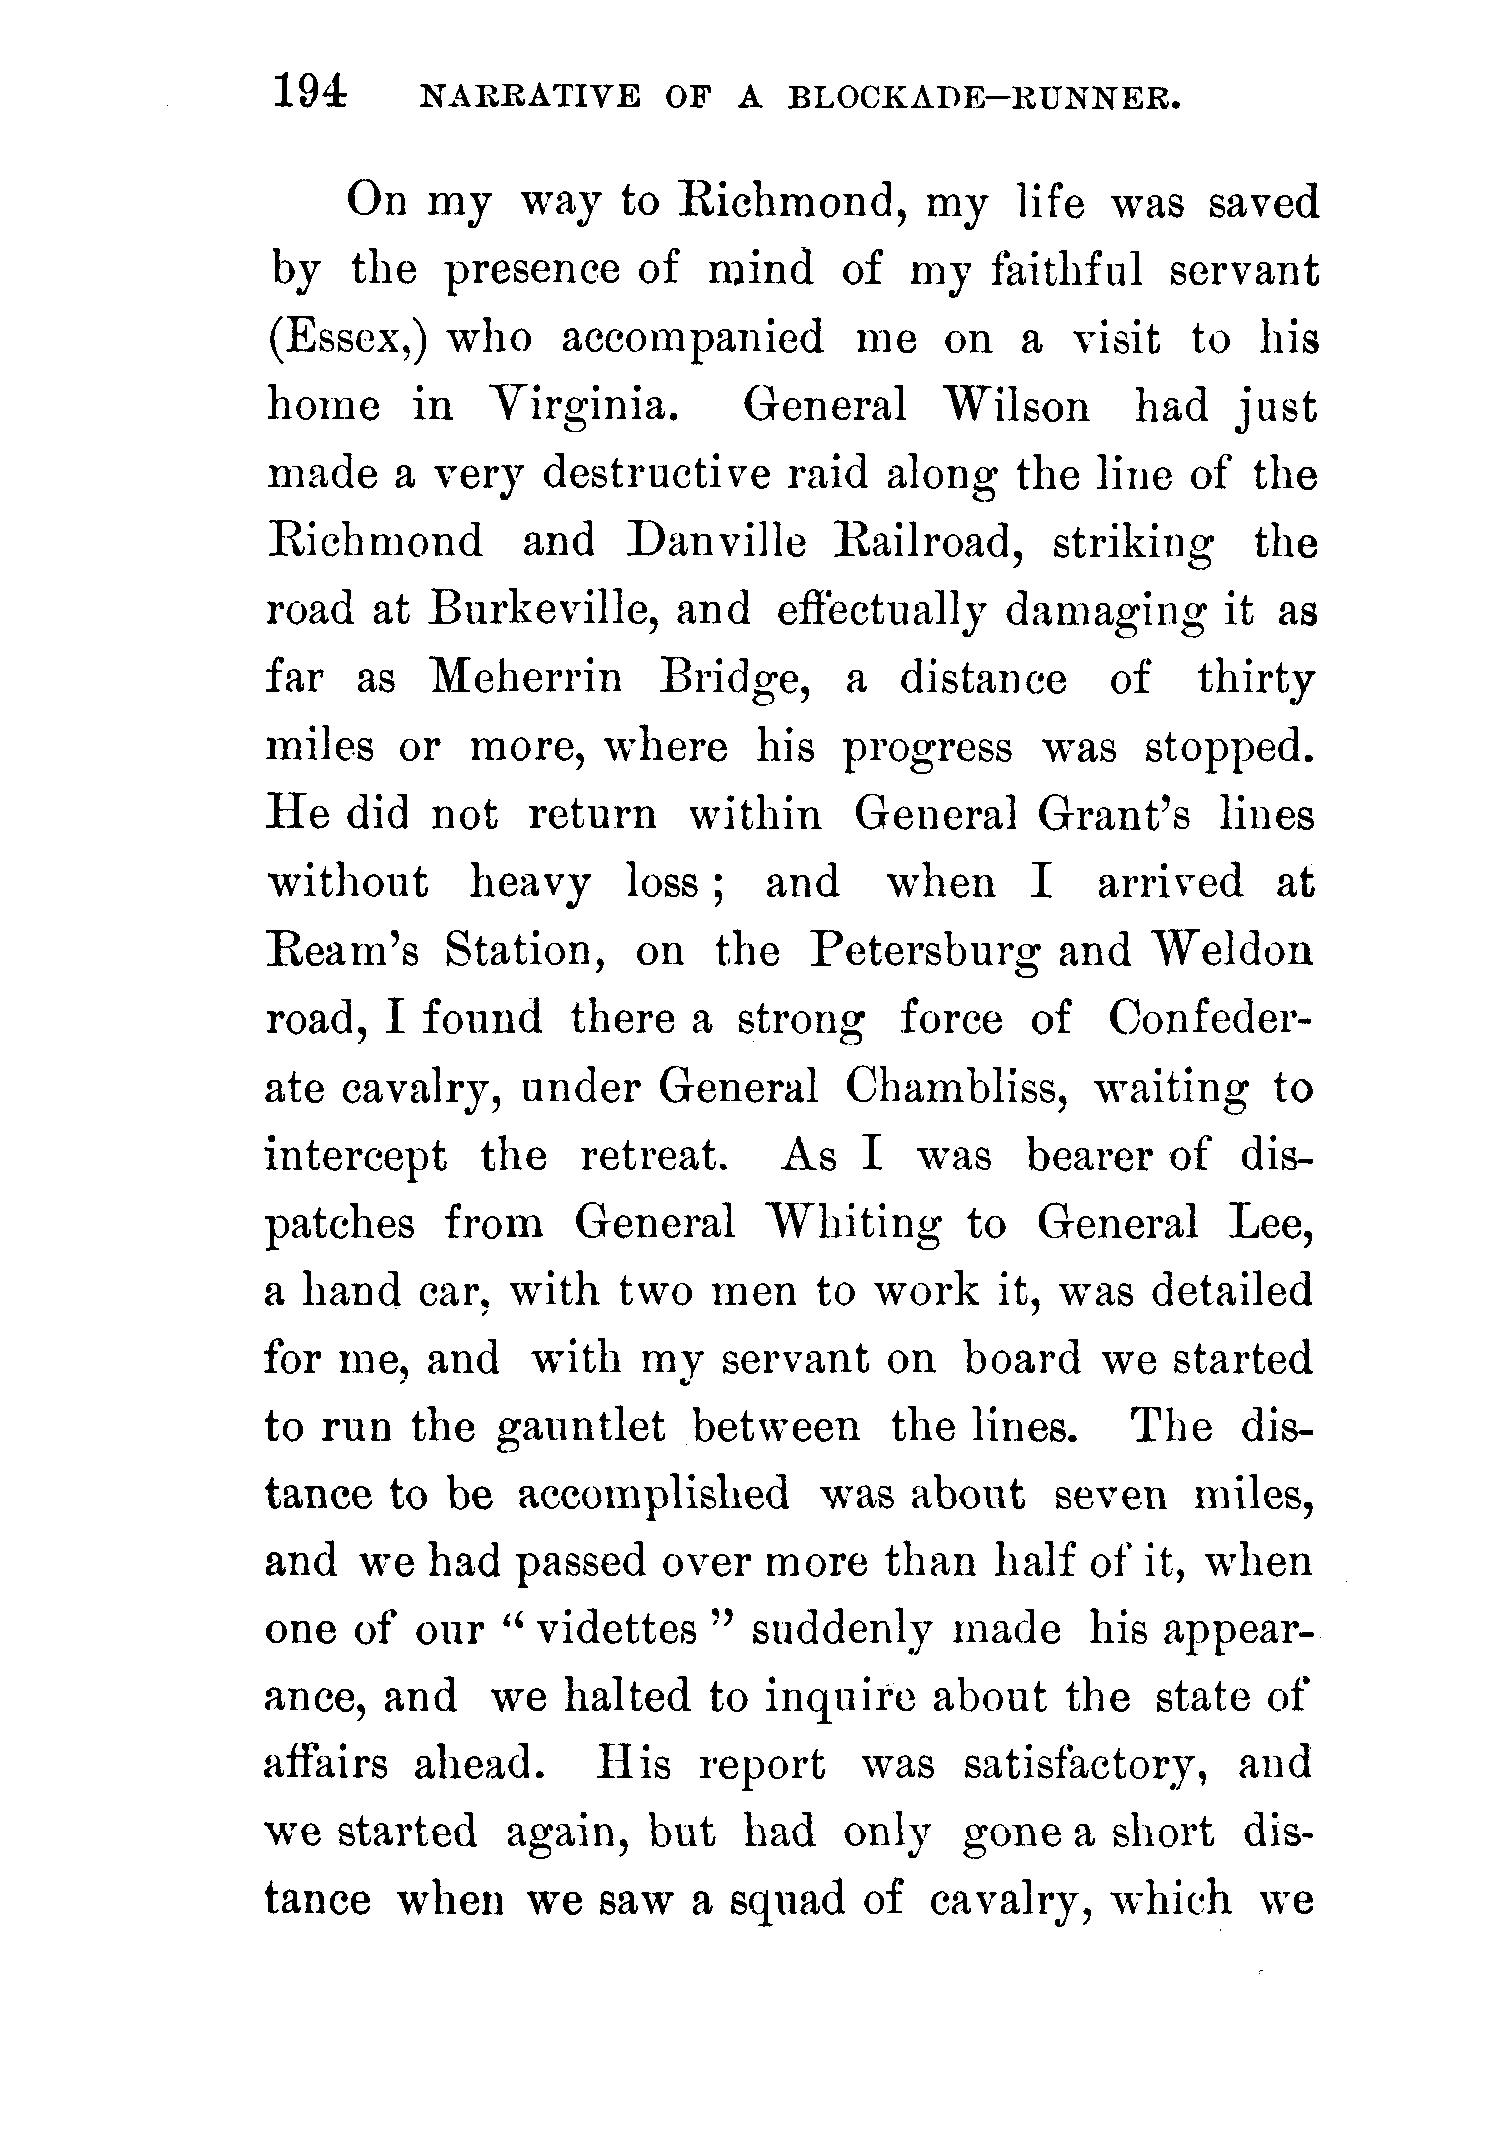 194 NARRATIVE OF A BLOCKADE-RUNNER.
On my way to Richmond, my life was saved
by the presence of mind of my faithful servant
(Essex,) who accompanied me on a visit to his
home in Virginia. General Wilson had just
made a very destructive raid along the line of the
Richmond and Danville Railroad, striking the
road at Burkeville, and effectually damaging it as
far as Meherrin Bridge, a distance of thirty
miles or more, where his progress was stopped.
He did not return within General Grant's lines
without heavy loss ; and when I arrived at
Ream's Station, on the Petersburg and Weldon
road, I found there a strong force of Confeder-
ate cavalry, under General Chambliss, waiting to
intercept the retreat. As I was bearer of dis-
patches from General Whiting to General Lee,
a hand car, with two men to work it, was detailed
for me, and with my servant on board we started
to run the gauntlet between the lines. The dis-
tance to be accomplished was about seven miles,
and we had passed over more than half of it, when
one of our " videttes " suddenly made his appear-
ance, and we halted to inquire about the state of
affairs ahead. His report was satisfactory, and
we started again, but had only gone a short dis-
tance when we saw a squad of cavalry, which we